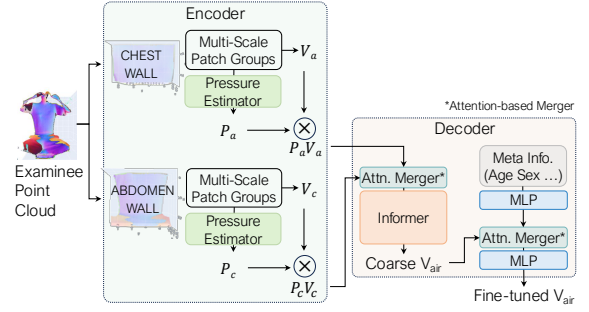 Encoder
CHEST
WALL
Multi-Scale
Patch Groups
V_a
Pressure
Estimator
P_a
P_aV_a
Examinee
Point
Cloud
ABDOMEN
WALL
Multi-Scale
Patch Groups
V_c
Pressure
Estimator
P_c
P_cV_c
*Attention-based Merger
Decoder
Attn. Merger*
Informer
Coarse V_air
Meta Info.
(Age Sex ...)
MLP
Attn. Merger*
MLP
Fine-tuned V_air